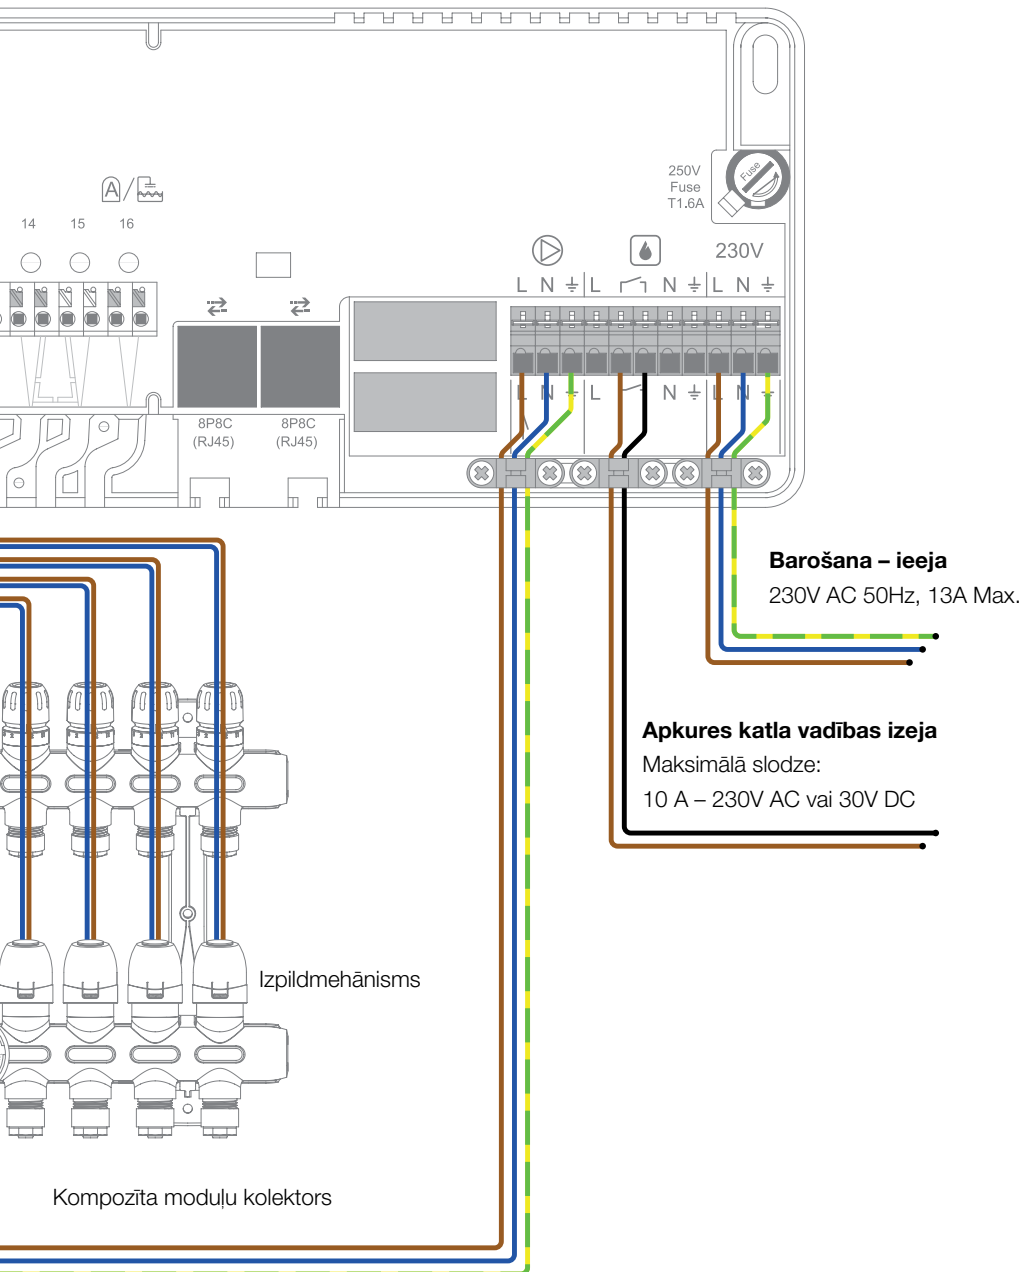 250V
Fuse
T1.6A
Fuse
A/
14 15 16
230V
L N L N L N
L N L N L N
8P8C
(RJ45)
8P8C
(RJ45)
Barošana – ieeja
230V AC 50Hz, 13A Max.
Apkures katla vadības izeja
Maksimālā slodze:
10 A – 230V AC vai 30V DC
Izpildmehānisms
Kompozīta moduļu kolektors